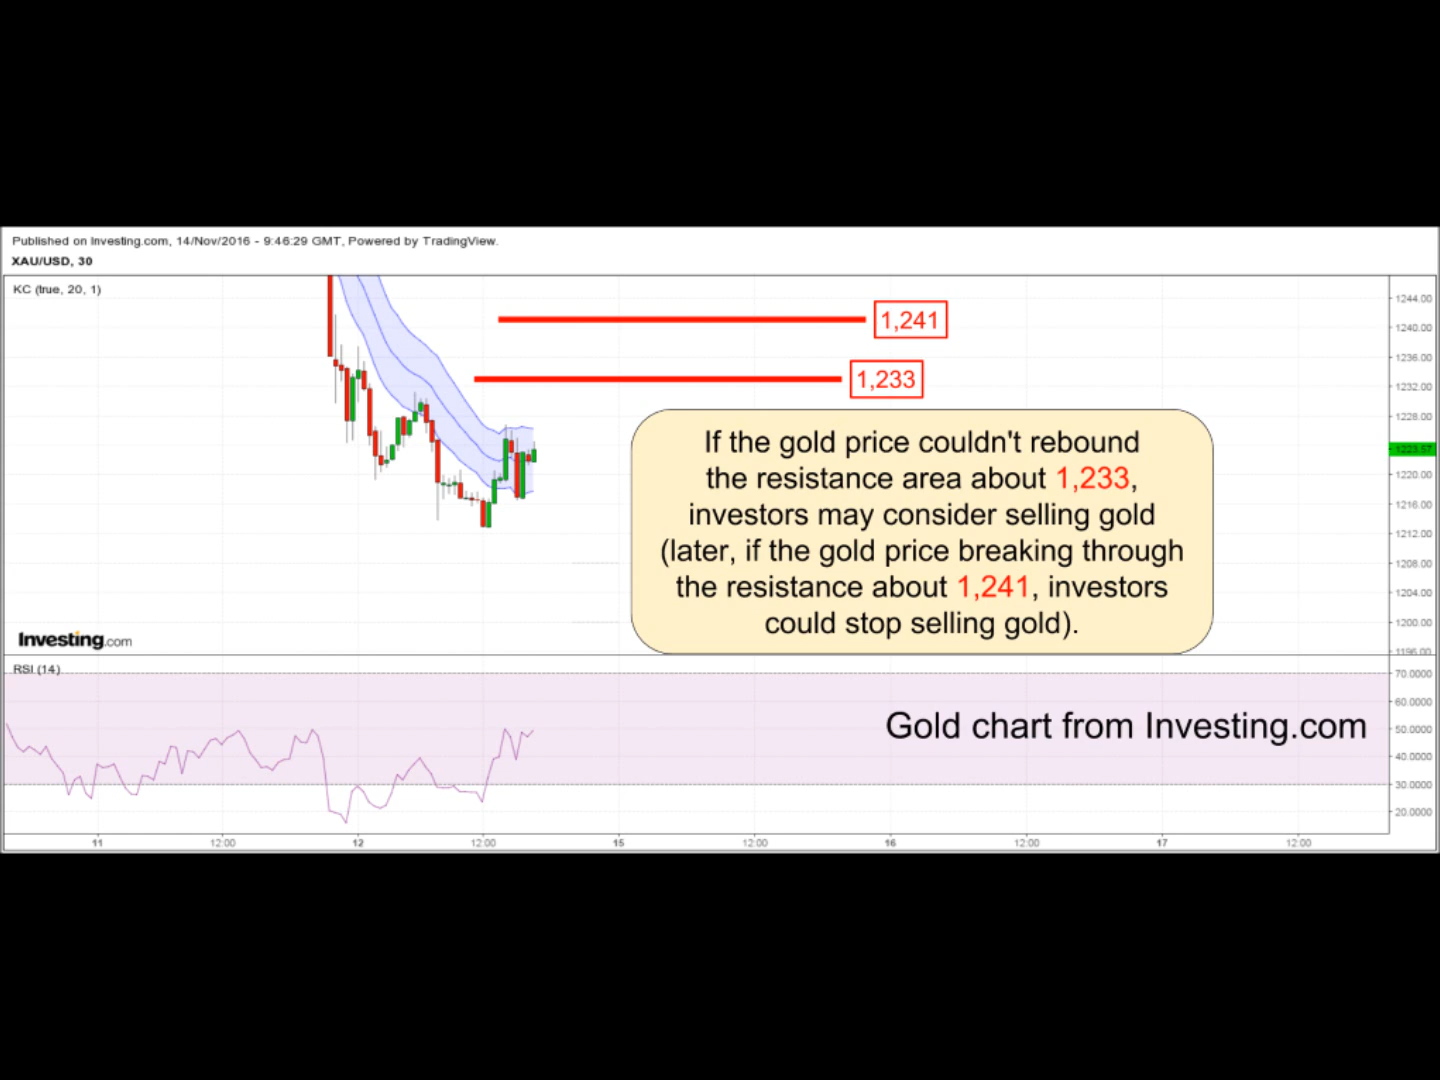 Published on Investing.com, 14/Nov/2016 - 9:46:29 GMT, Powered by TradingView.
XAU/USD, 30
KC (true, 20, 1)
1244.00
1,241
1240.00
1236.00
1,233
1232.00
1228.00
If the gold price couldn't rebound
the resistance area about 1,233,
investors may consider selling gold
(later, if the gold price breaking through
the resistance about 1,241, investors
could stop selling gold).
1223.57
1220.00
1216.00
1212.00
1208.00
1204.00
1200.00
1196.00
Investing.com
RSI (14)
70.0000
60.0000
Gold chart from Investing.com
50.0000
40.0000
30.0000
20.0000
11 12:00 12 12:00 15 12:00 16 12:00 17 12:00